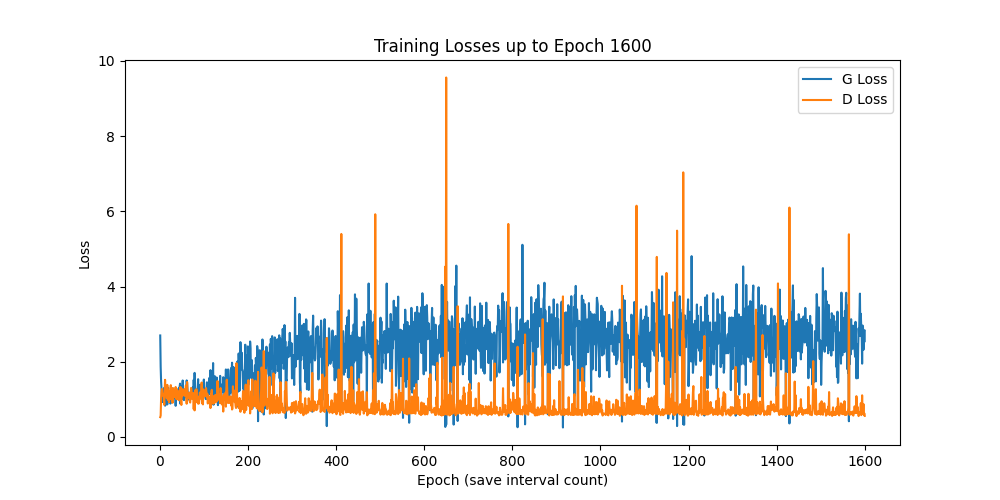 Training Losses up to Epoch 1600
G Loss
D Loss
Loss
10
8
6
4
2
0
0 200 400 600 800 1000 1200 1400 1600
Epoch (save interval count)